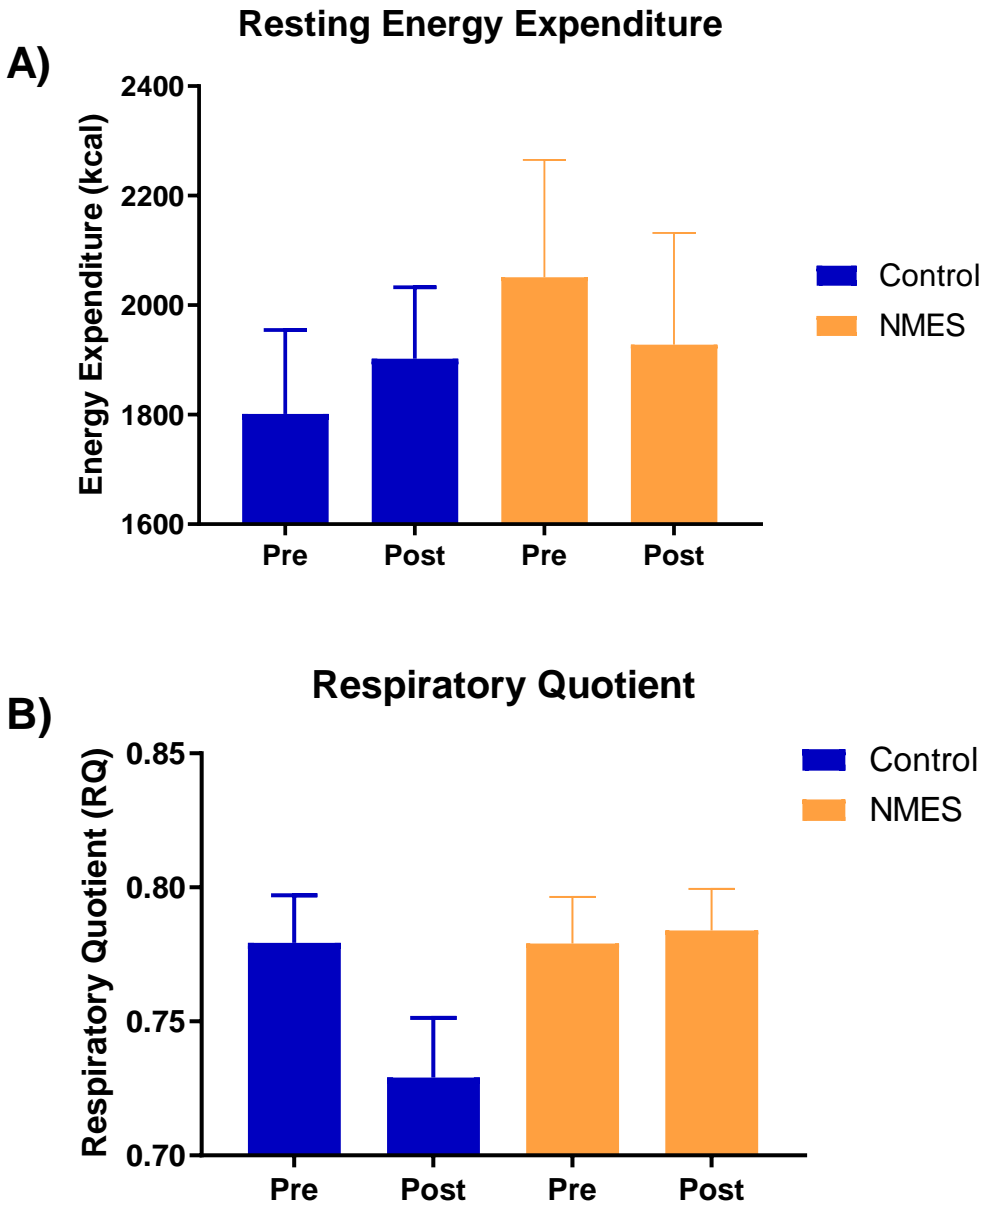 Resting Energy Expenditure
A)
Energy Expenditure (kcal)
2400
2200
2000
1800
1600
Pre
Post
Pre
Post
Control
NMES
Respiratory Quotient
B)
Respiratory Quotient (RQ)
0.85
0.80
0.75
0.70
Pre
Post
Pre
Post
Control
NMES